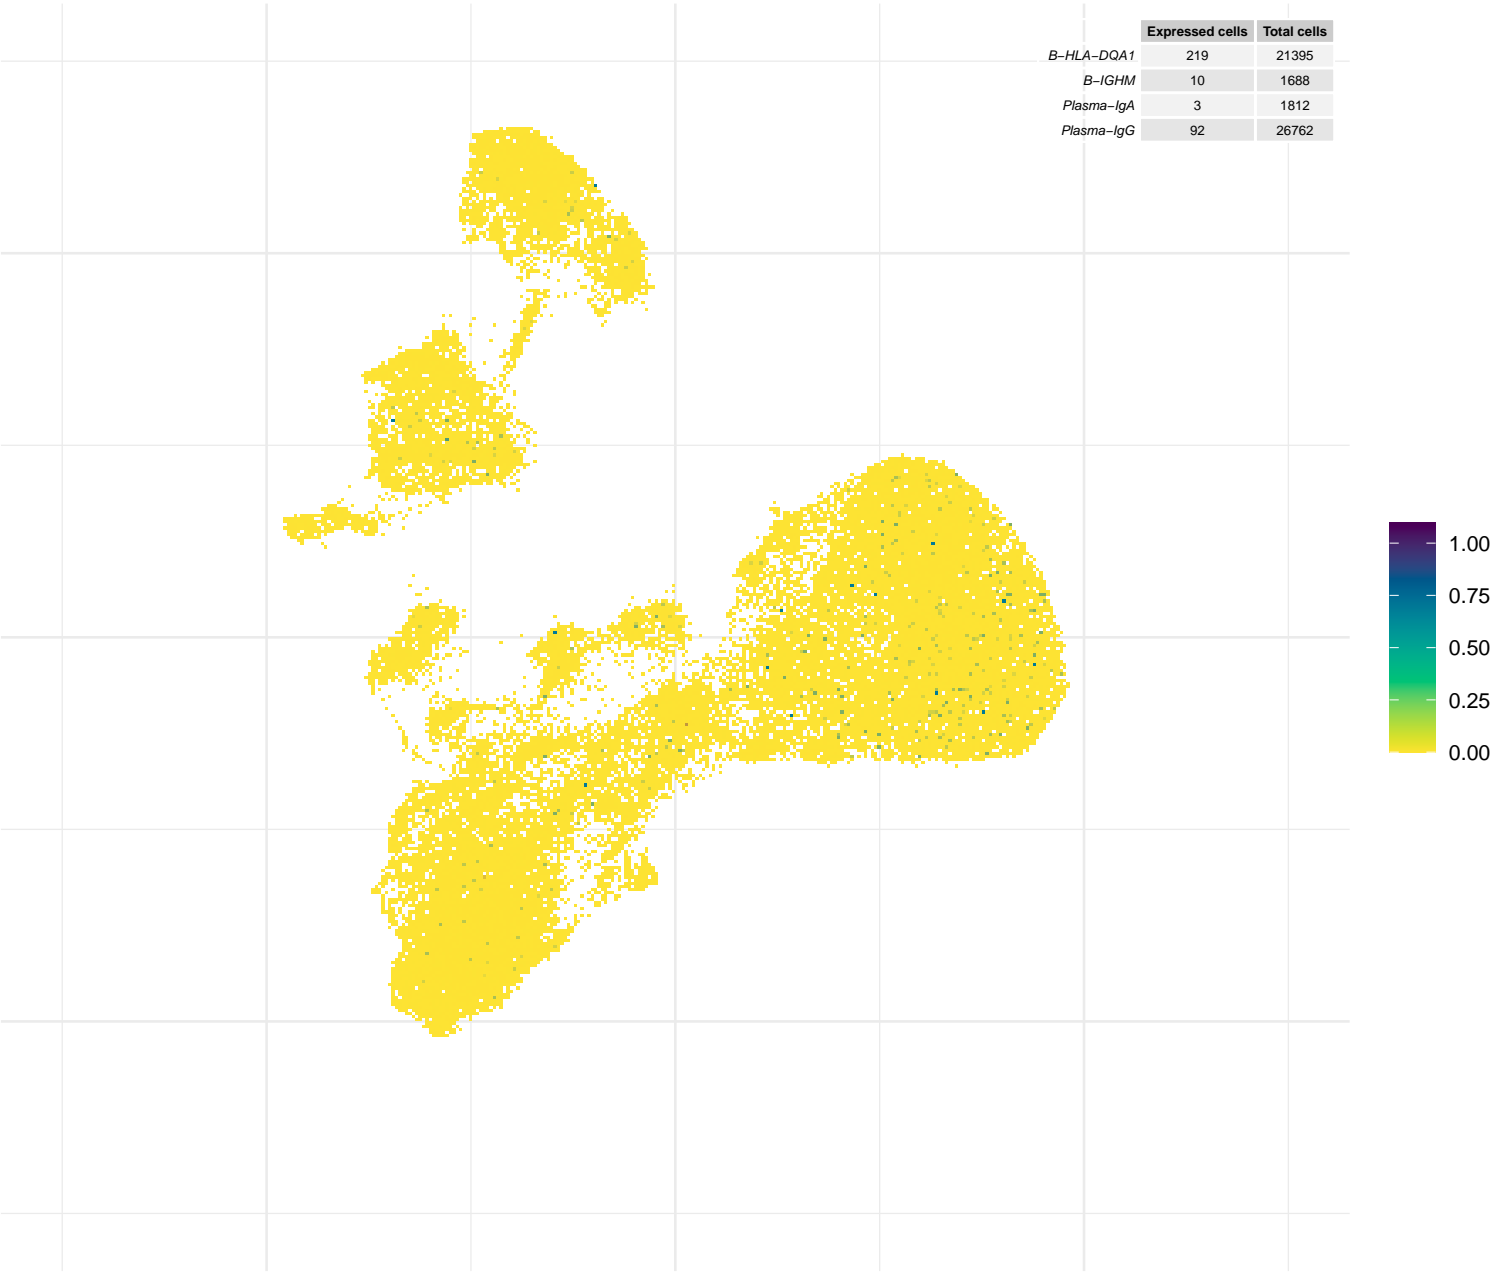 Expressed cells Total cells
B−HLA−DQA1 219 21395
B−IGHM 10 1688
Plasma−IgA 3 1812
Plasma−IgG 92 26762
1.00
0.75
0.50
0.25
0.00